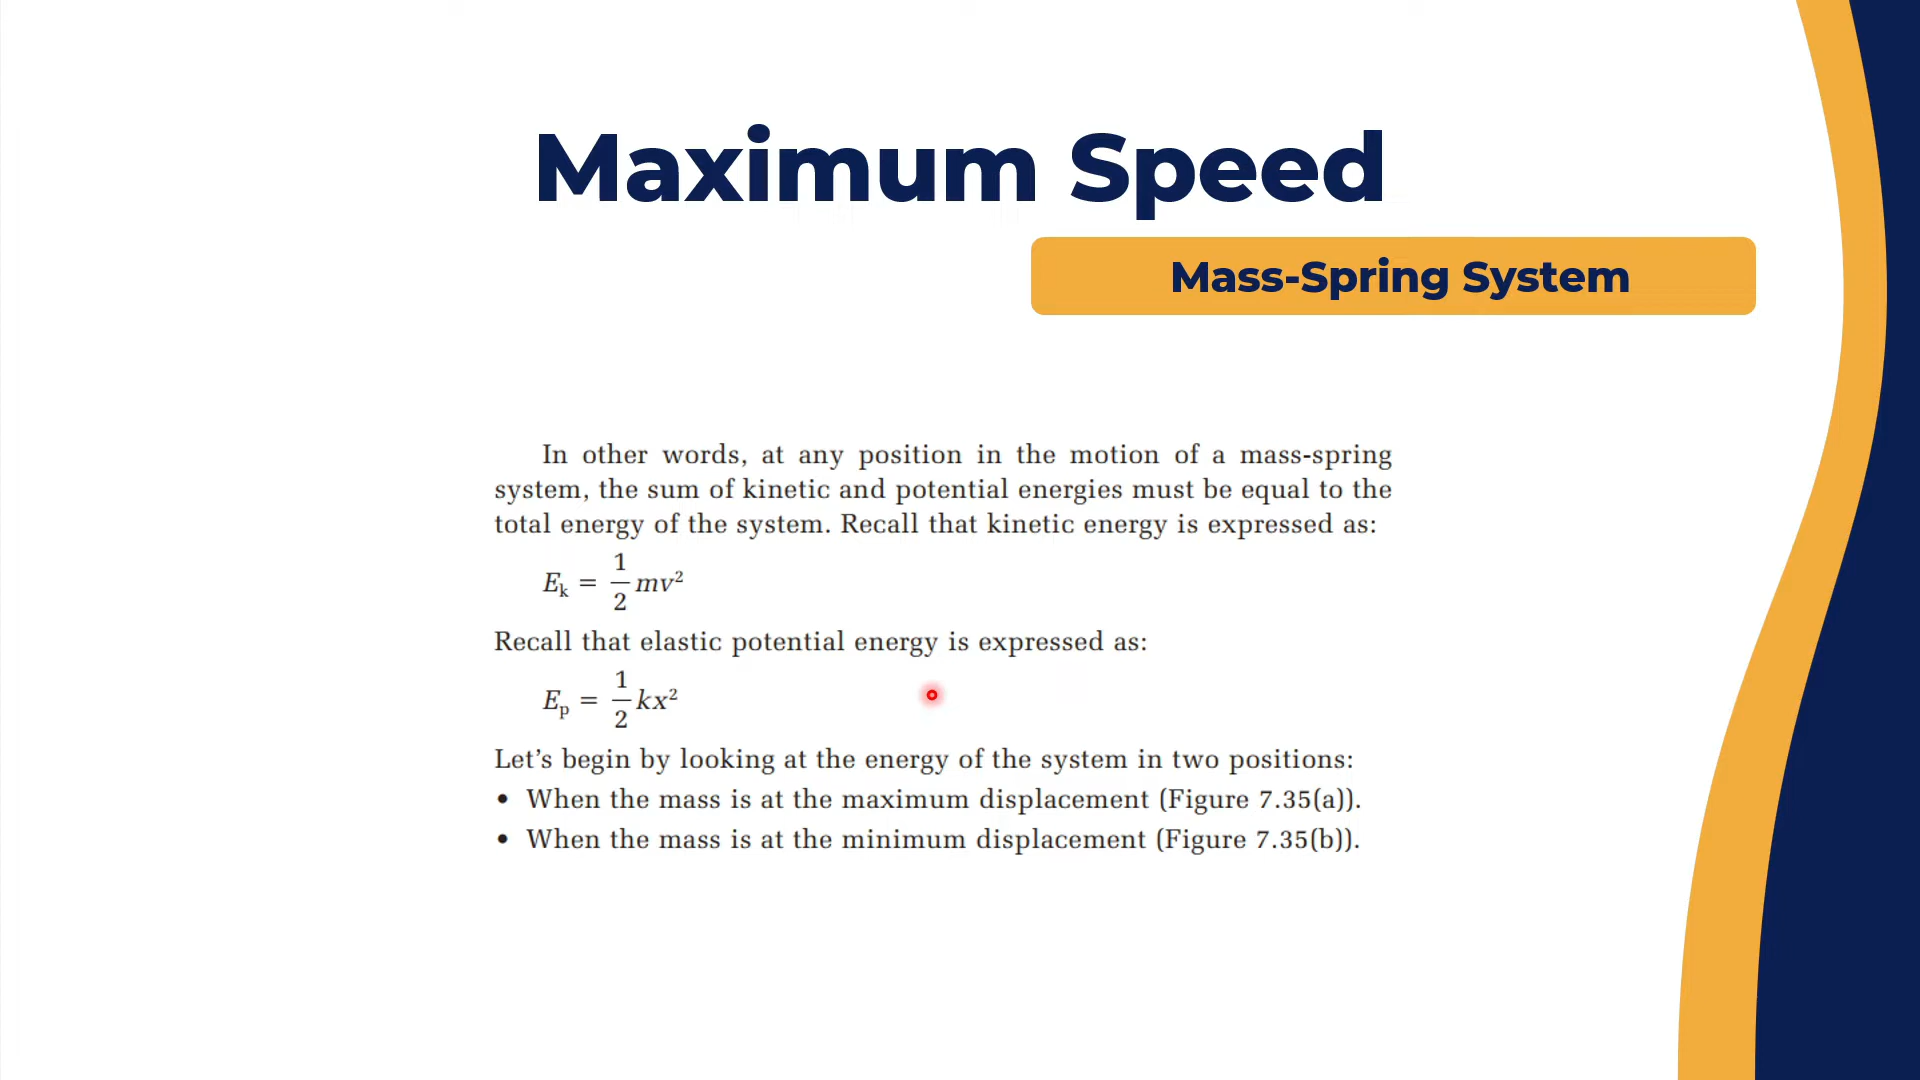 Maximum Speed
Mass-Spring System
In other words, at any position in the motion of a mass-spring
system, the sum of kinetic and potential energies must be equal to the
total energy of the system. Recall that kinetic energy is expressed as:
E_k = 1/2 mv²
Recall that elastic potential energy is expressed as:
E_p = 1/2 kx²
Let’s begin by looking at the energy of the system in two positions:
• When the mass is at the maximum displacement (Figure 7.35(a)).
• When the mass is at the minimum displacement (Figure 7.35(b)).